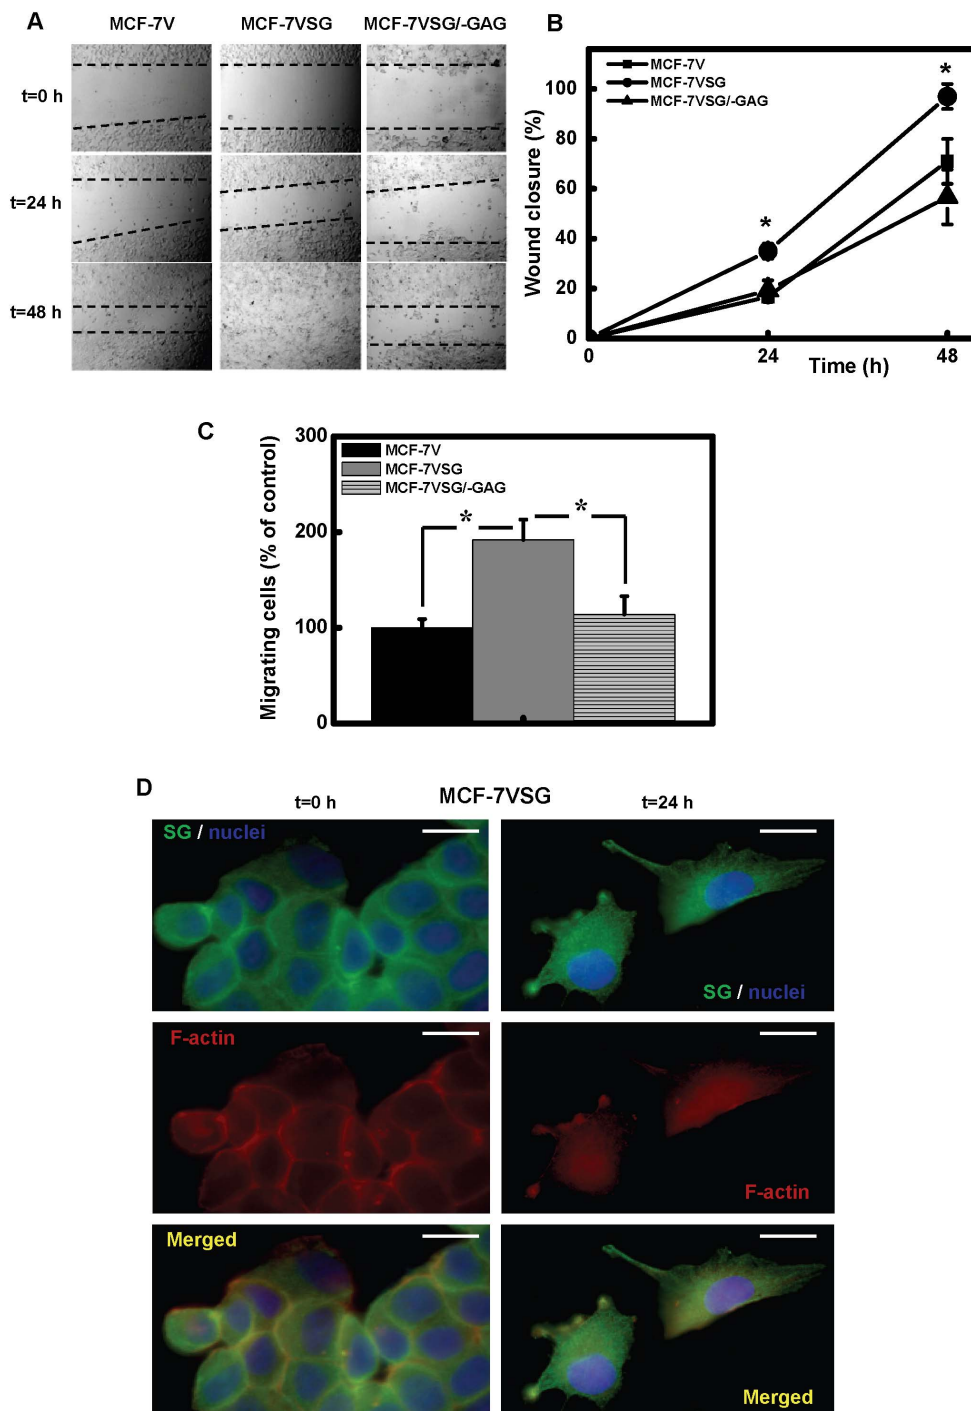 A
MCF-7V MCF-7VSG MCF-7VSG/-GAG
t=0 h
t=24 h
t=48 h
B
MCF-7V
MCF-7VSG
MCF-7VSG/-GAG
Wound closure (%)
100
80
60
40
20
0
* *
0 24 48
Time (h)
C
Migrating cells (% of control)
300
200
100
0
MCF-7V
MCF-7VSG
MCF-7VSG/-GAG
* *
D
MCF-7VSG
t=0 h t=24 h
SG / nuclei
SG / nuclei
F-actin
F-actin
Merged
Merged